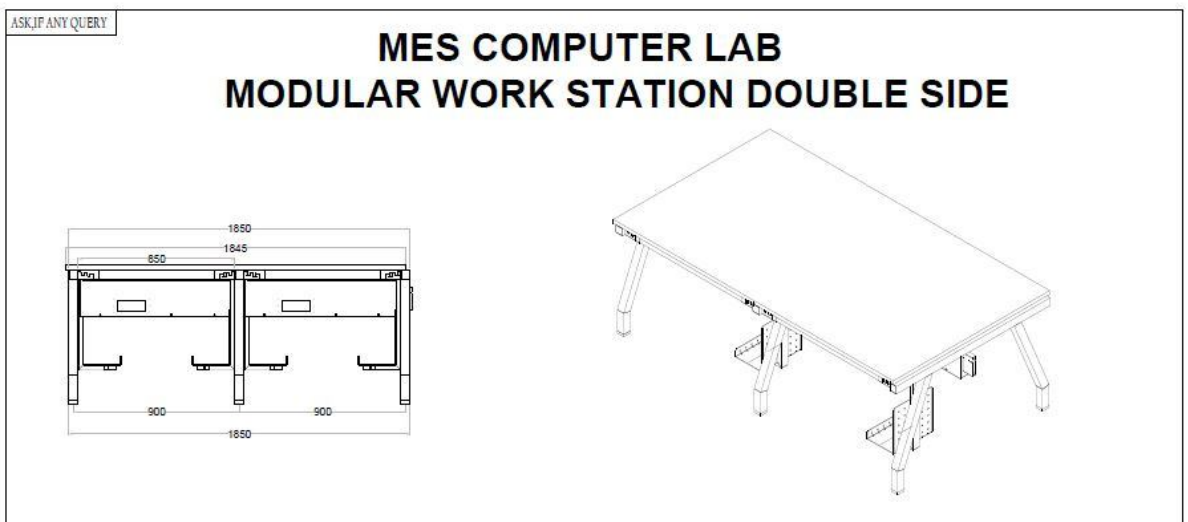 ASK,IF ANY QUERY
MES COMPUTER LAB
MODULAR WORK STATION DOUBLE SIDE
1850
1845
850
900
900
1850